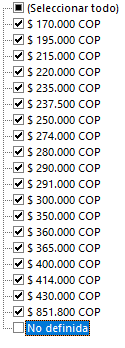 (Seleccionar todo)
$ 170.000 COP
$ 195.000 COP
$ 215.000 COP
$ 220.000 COP
$ 235.000 COP
$ 237.500 COP
$ 250.000 COP
$ 274.000 COP
$ 280.000 COP
$ 290.000 COP
$ 291.000 COP
$ 300.000 COP
$ 350.000 COP
$ 360.000 COP
$ 365.000 COP
$ 400.000 COP
$ 414.000 COP
$ 430.000 COP
$ 851.800 COP
No definida